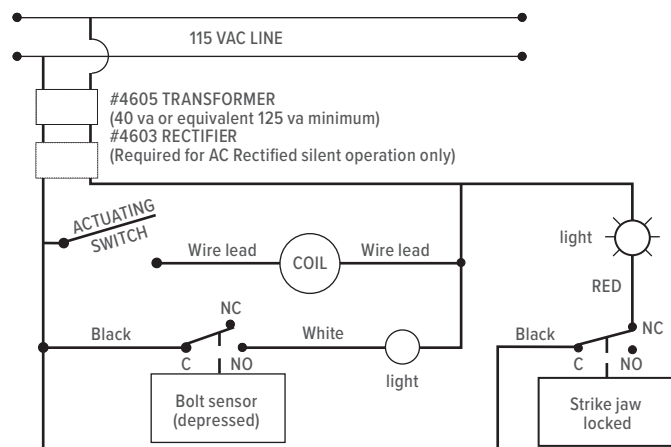 115 VAC LINE
#4605 TRANSFORMER
(40 va or equivalent 125 va minimum)
#4603 RECTIFIER
(Required for AC Rectified silent operation only)
ACTUATING
SWITCH
Wire lead
COIL
Wire lead
light
RED
NC
Black
White
C
NO
light
Bolt sensor
(depressed)
Black
NC
C
NO
Strike jaw
locked